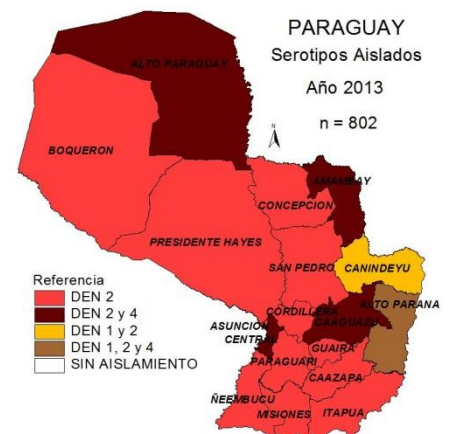 PARAGUAY
Serotipos Aislados
Año 2013
n = 802
N
ALTO PARAGUAY
BOQUERON
AMAMBAY
CONCEPCION
PRESIDENTE HAYES
SAN PEDRO
CANINDEYU
Referencia
DEN 2
DEN 2 y 4
DEN 1 y 2
DEN 1, 2 y 4
SIN AISLAMIENTO
ALTO PARANA
CORDILLERA
CAAGUAZU
ASUNCION
CENTRAL
GUAIRA
PARAGUARI
CAAZAPA
ÑEEMBUCU
MISIONES
ITAPUA